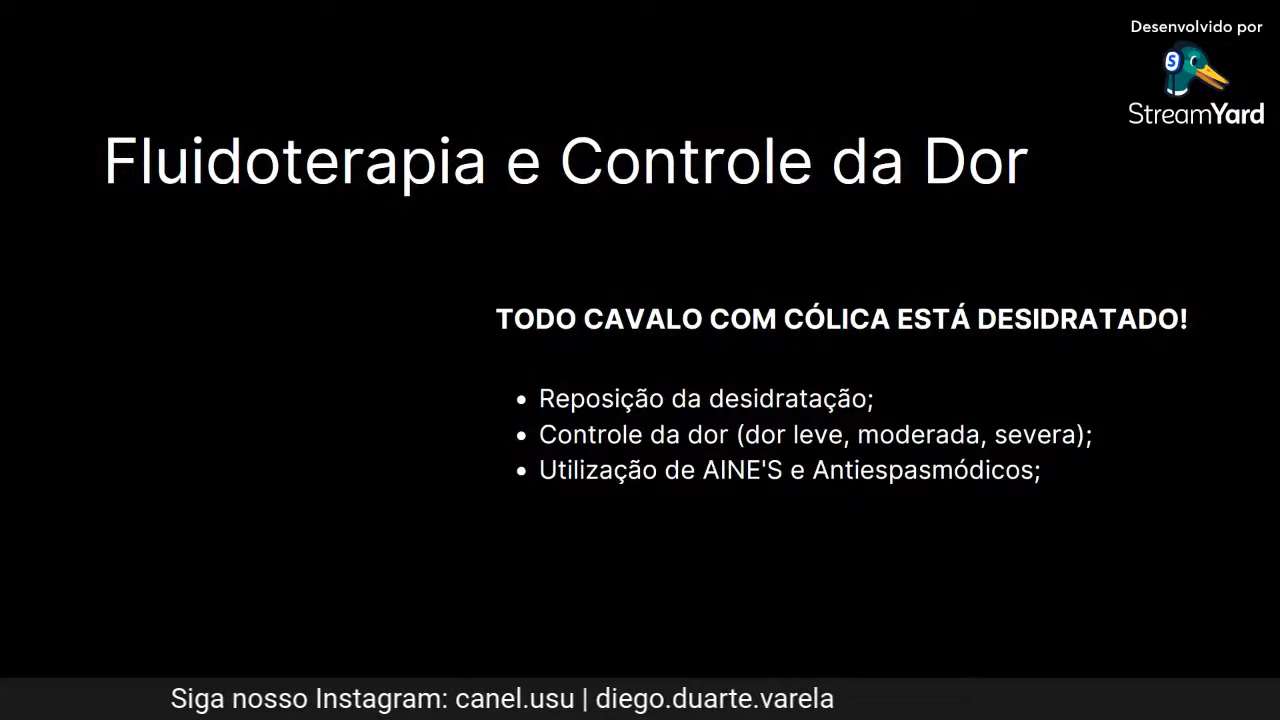 Desenvolvido por
S
StreamYard
Fluidoterapia e Controle da Dor
TODO CAVALO COM CÓLICA ESTÁ DESIDRATADO!
• Reposição da desidratação;
• Controle da dor (dor leve, moderada, severa);
• Utilização de AINE'S e Antiespasmódicos;
Siga nosso Instagram: canel.usu | diego.duarte.varela